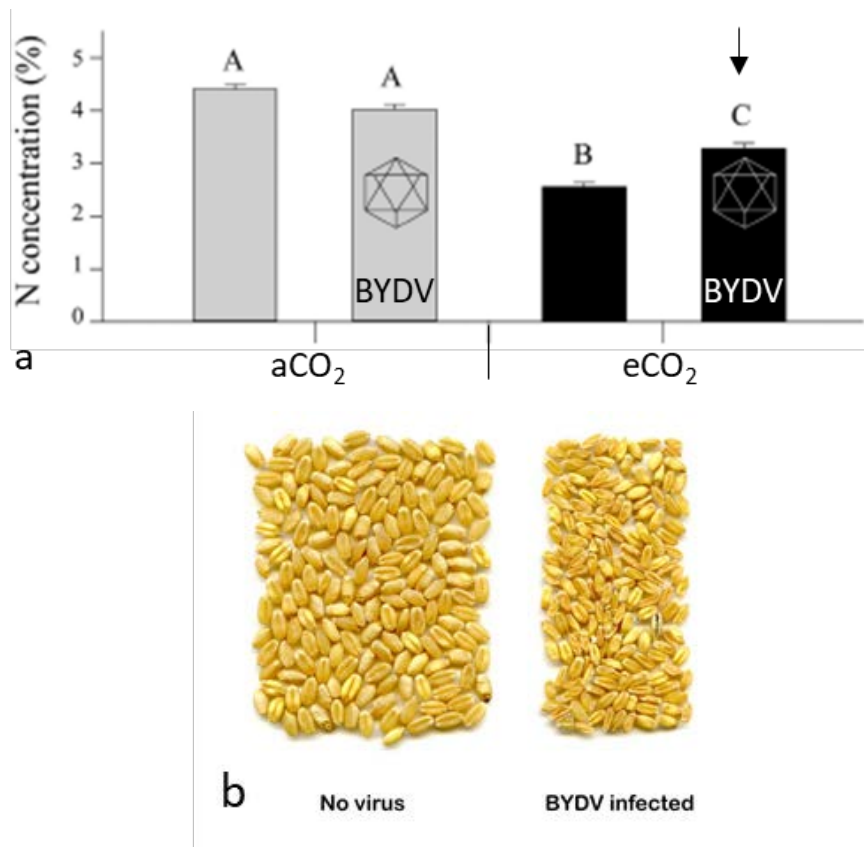 N concentration (%)
5
4
3
2
1
0
A
A
B
C
BYDV
BYDV
a
aCO₂
eCO₂
b
No virus
BYDV infected